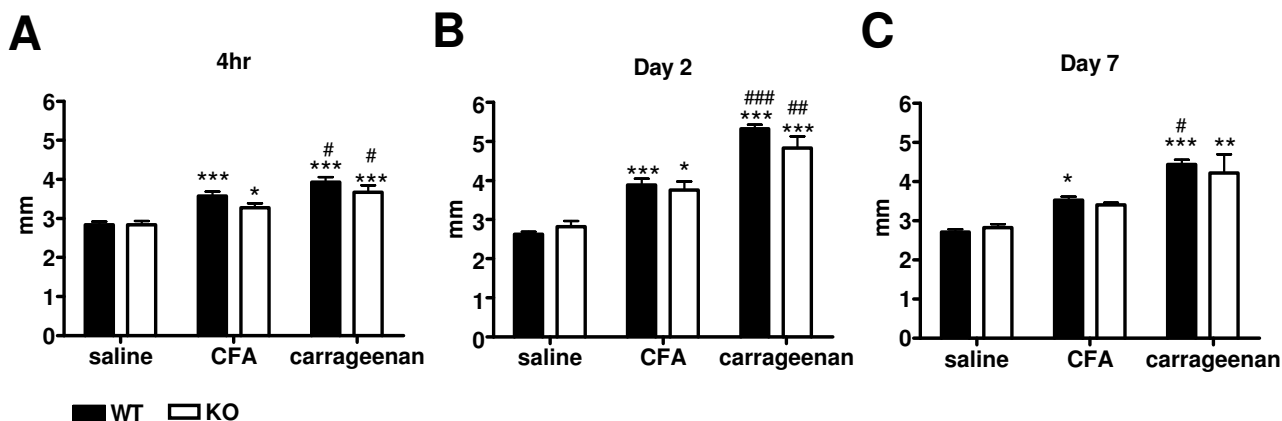 A
4hr
6
5
4
3
2
1
0
mm
#
#
***
***
***
*
saline
CFA
carrageenan
B
Day 2
6
5
4
3
2
1
0
mm
###
##
***
***
***
*
saline
CFA
carrageenan
C
Day 7
6
5
4
3
2
1
0
mm
#
***
**
*
saline
CFA
carrageenan
WT
KO